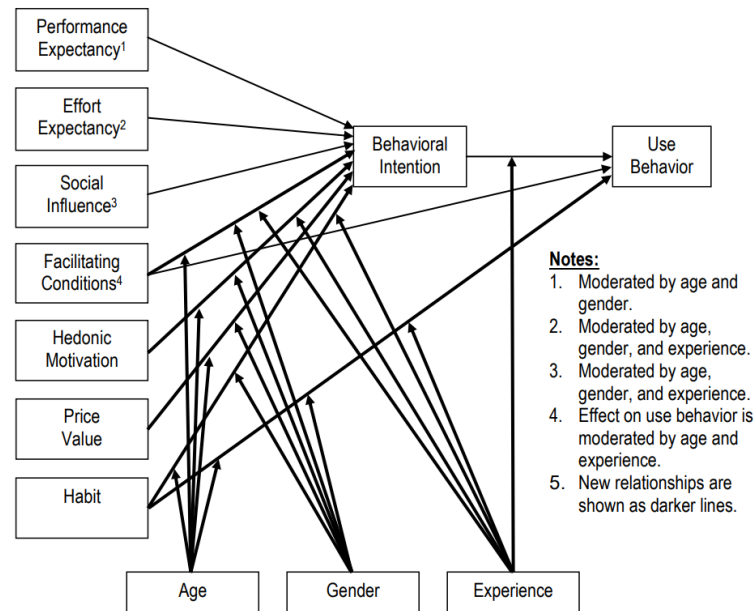 Performance
Expectancy¹
Effort
Expectancy²
Social
Influence³
Facilitating
Conditions⁴
Hedonic
Motivation
Price
Value
Habit
Behavioral
Intention
Use
Behavior
Notes:
1. Moderated by age and
gender.
2. Moderated by age,
gender, and experience.
3. Moderated by age,
gender, and experience.
4. Effect on use behavior is
moderated by age and
experience.
5. New relationships are
shown as darker lines.
Age
Gender
Experience